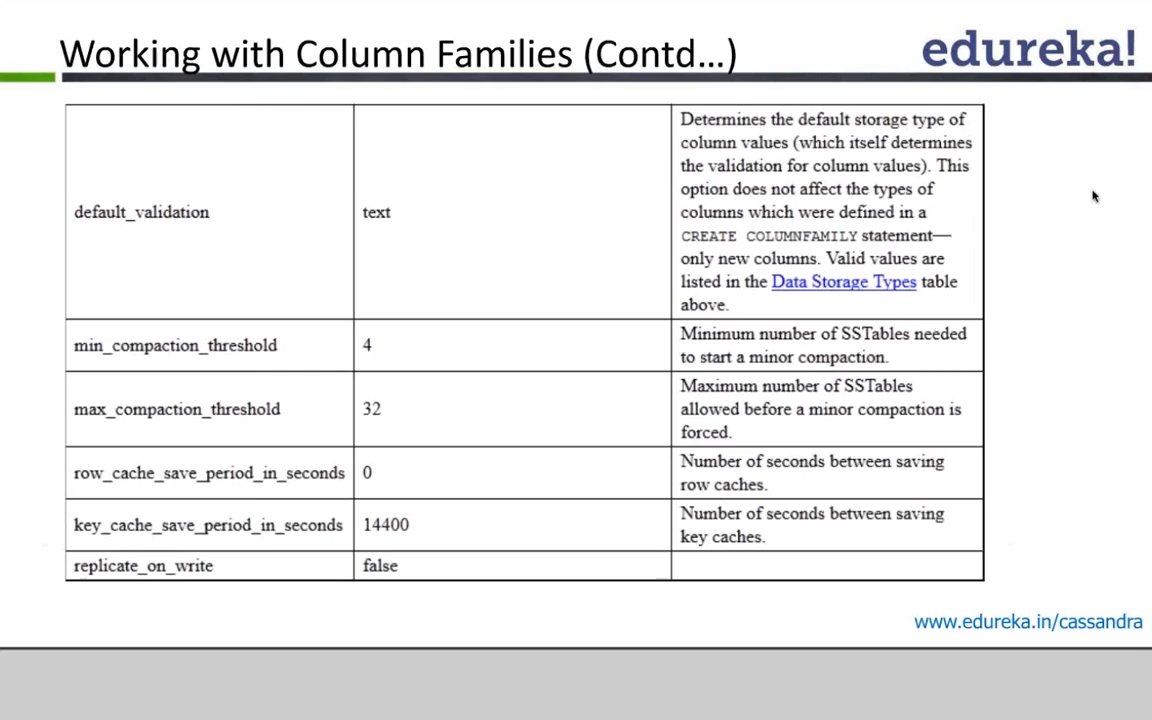 Working with Column Families (Contd…)
edureka!
default_validation
text
Determines the default storage type of
column values (which itself determines
the validation for column values). This
option does not affect the types of
columns which were defined in a
CREATE COLUMNFAMILY statement—
only new columns. Valid values are
listed in the Data Storage Types table
above.
min_compaction_threshold
4
Minimum number of SSTables needed
to start a minor compaction.
max_compaction_threshold
32
Maximum number of SSTables
allowed before a minor compaction is
forced.
row_cache_save_period_in_seconds
0
Number of seconds between saving
row caches.
key_cache_save_period_in_seconds
14400
Number of seconds between saving
key caches.
replicate_on_write
false
www.edureka.in/cassandra